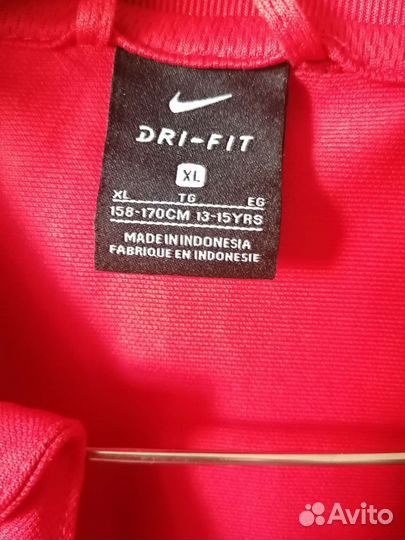 DRI-FIT
XL
XL TG EG
158-170CM 13-15YRS
MADE IN INDONESIA
FABRIQUE EN INDONESIE
Avito